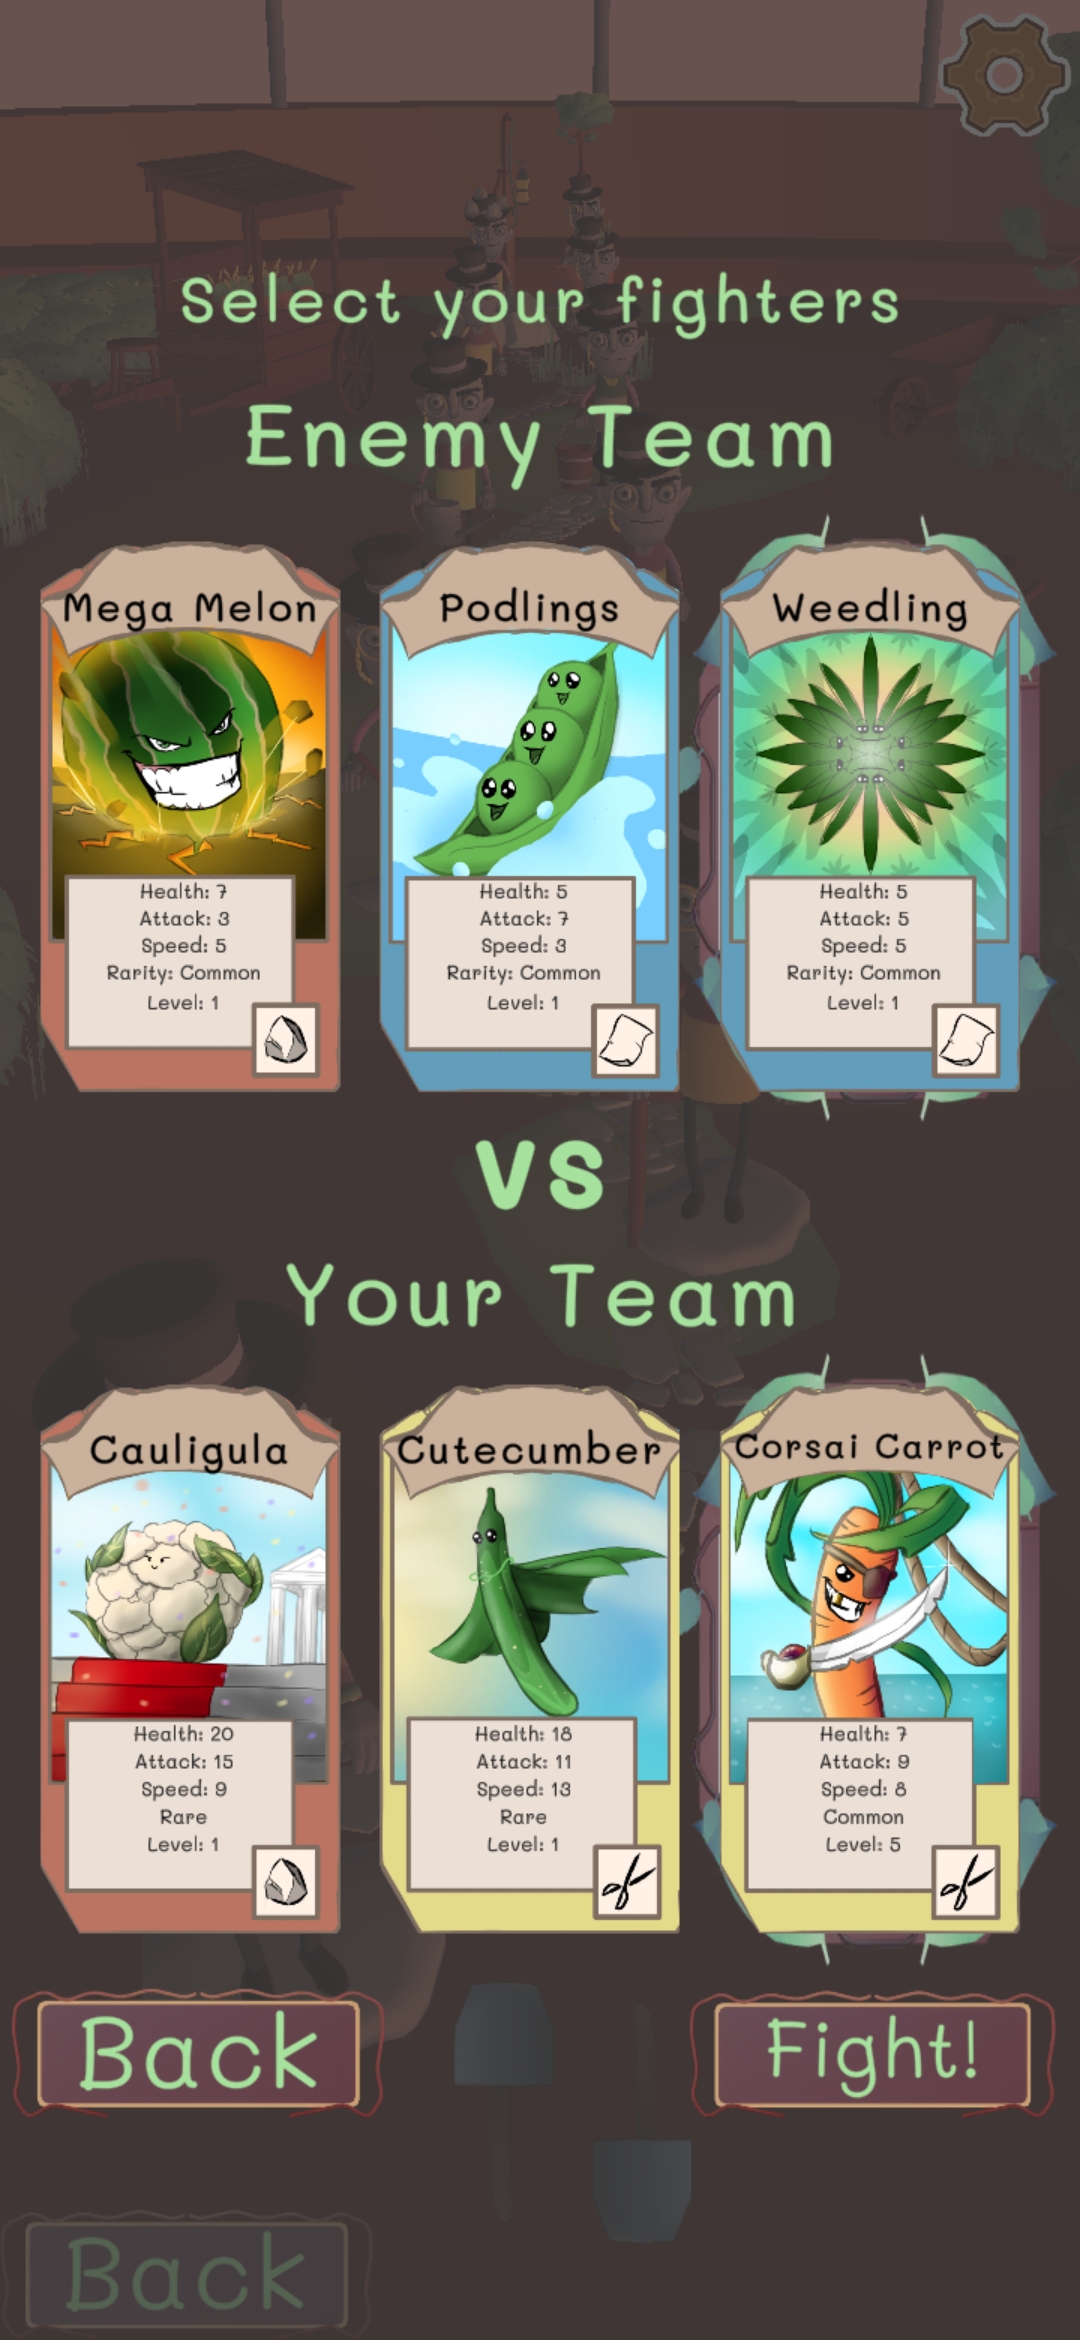 Select your fighters
Enemy Team
Mega Melon
Health: 7
Attack: 3
Speed: 5
Rarity: Common
Level: 1
Podlings
Health: 5
Attack: 7
Speed: 3
Rarity: Common
Level: 1
Weedling
Health: 5
Attack: 5
Speed: 5
Rarity: Common
Level: 1
VS
Your Team
Cauligula
Health: 20
Attack: 15
Speed: 9
Rare
Level: 1
Cutecumber
Health: 18
Attack: 11
Speed: 13
Rare
Level: 1
Corsai Carrot
Health: 7
Attack: 9
Speed: 8
Common
Level: 5
Back
Fight!
Back